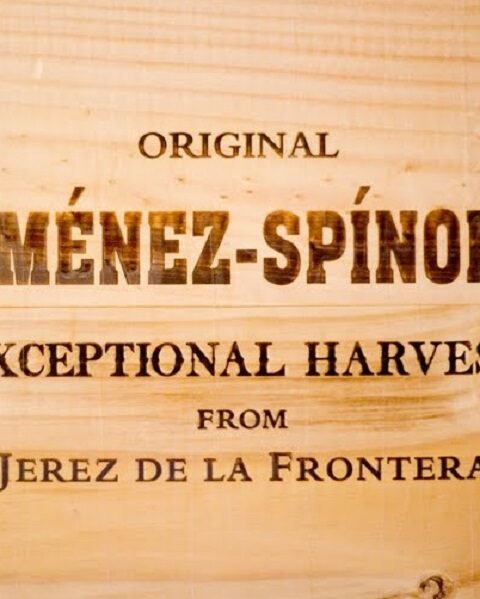 ORIGINAL
MÉNEZ-SPÍNO
XCEPTIONAL HARVES
FROM
JEREZ DE LA FRONTERA